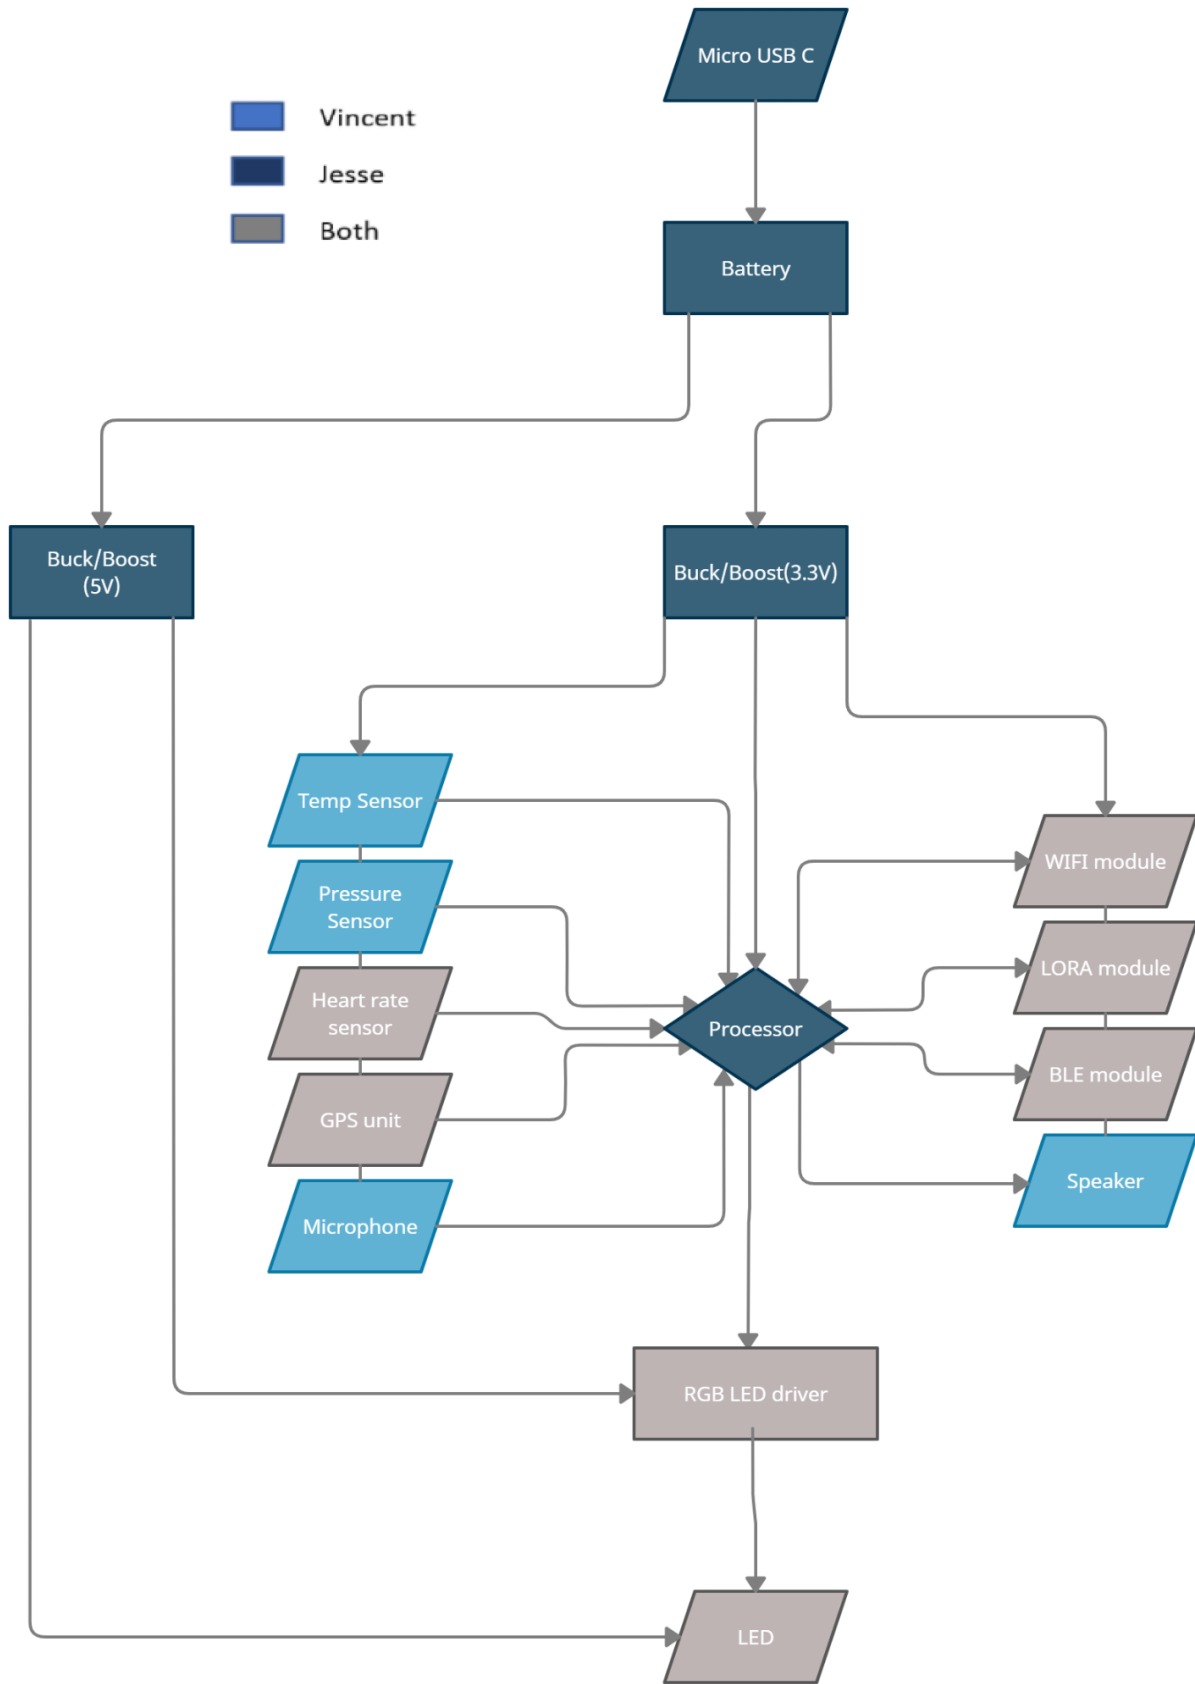 Micro USB C
Vincent
Jesse
Both
Battery
Buck/Boost
(5V)
Buck/Boost(3.3V)
Temp Sensor
Pressure
Sensor
Heart rate
sensor
GPS unit
Microphone
Processor
WIFI module
LORA module
BLE module
Speaker
RGB LED driver
LED